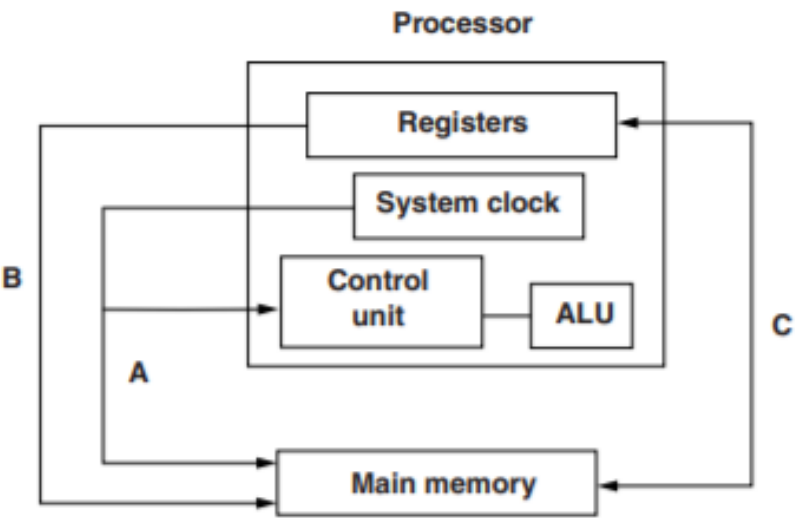 Processor
Registers
System clock
Control
unit
ALU
B
A
C
Main memory